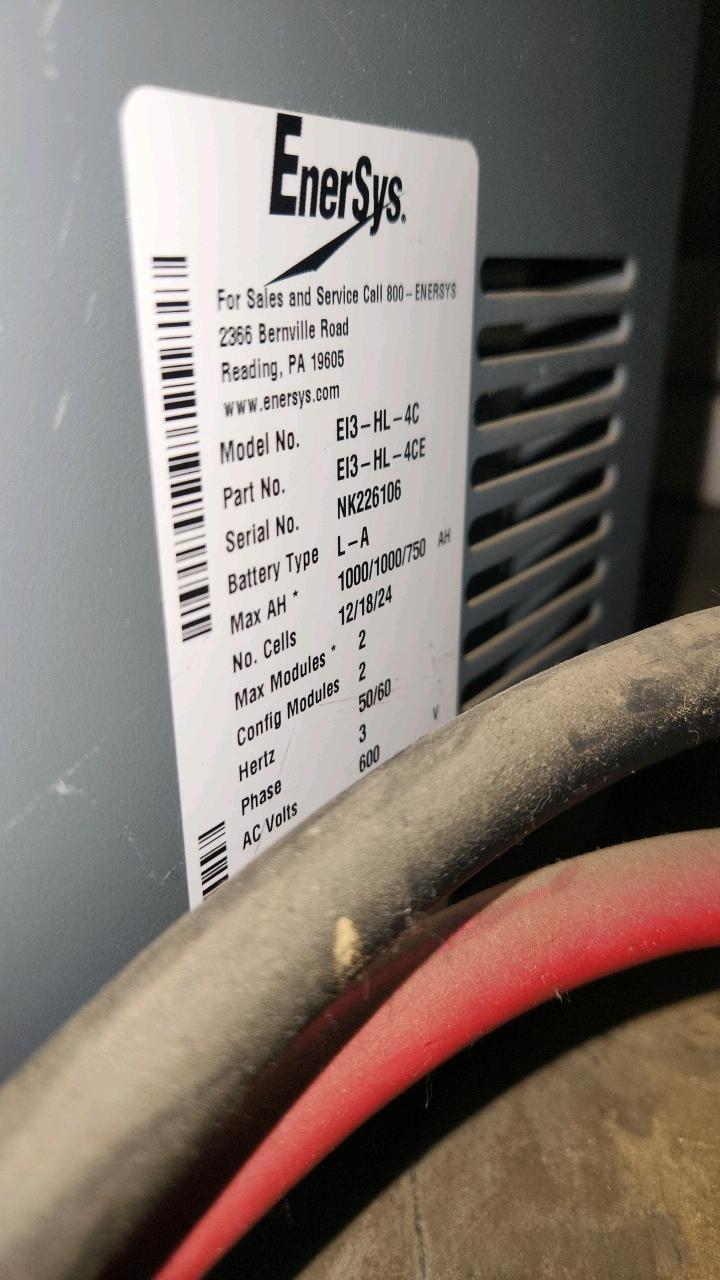 EnerSys.
For Sales and Service Call 800-ENERSYS
2366 Bernville Road
Reading, PA 19605
www.enersys.com
Model No. EI3-HL-4C
Part No. EI3-HL-4CE
Serial No. NK226106
Battery Type L-A
Max AH * 1000/1000/750 AH
No. Cells 12/18/24
Max Modules * 2
Config Modules 2
Hertz 50/60
Phase 3
AC Volts 600 V